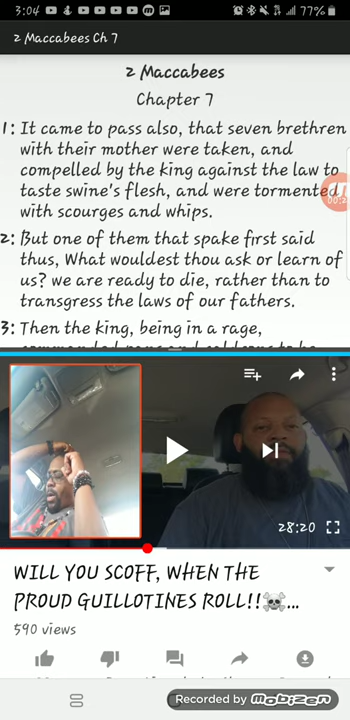 3:04
77%
2 Maccabees Ch 7
2 Maccabees
Chapter 7
1: It came to pass also, that seven brethren
with their mother were taken, and
compelled by the king against the law to
taste swine's flesh, and were tormented
with scourges and whips.
2: But one of them that spake first said
thus, What wouldest thou ask or learn of
us? we are ready to die, rather than to
transgress the laws of our fathers.
3: Then the king, being in a rage,
28:20
WILL YOU SCOFF, WHEN THE
PROUD GUILLOTINES ROLL!!☠️...
590 views
Recorded by Mobizen